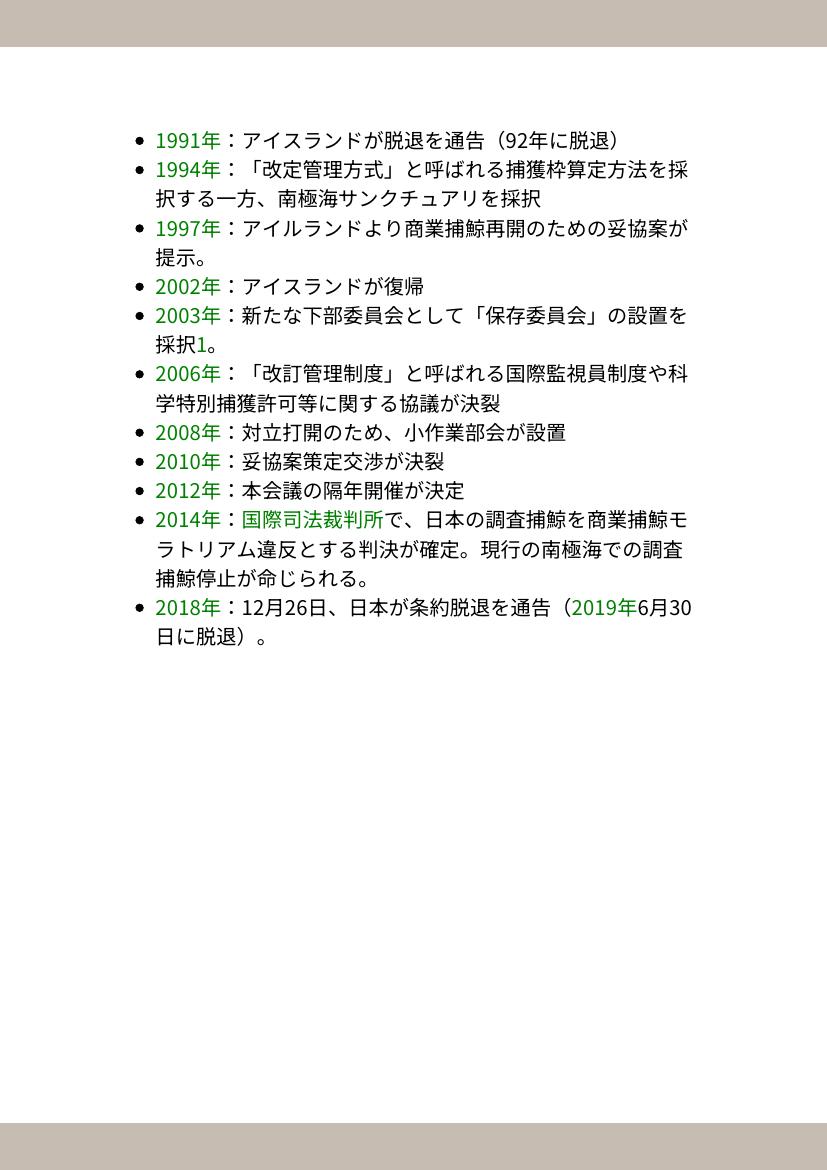 • 1991年：アイスランドが脱退を通告（92年に脱退）
• 1994年：「改定管理方式」と呼ばれる捕獲枠算定方法を採
択する一方、南極海サンクチュアリを採択
• 1997年：アイルランドより商業捕鯨再開のための妥協案が
提示。
• 2002年：アイスランドが復帰
• 2003年：新たな下部委員会として「保存委員会」の設置を
採択1。
• 2006年：「改訂管理制度」と呼ばれる国際監視員制度や科
学特別捕獲許可等に関する協議が決裂
• 2008年：対立打開のため、小作業部会が設置
• 2010年：妥協案策定交渉が決裂
• 2012年：本会議の隔年開催が決定
• 2014年：国際司法裁判所で、日本の調査捕鯨を商業捕鯨モ
ラトリアム違反とする判決が確定。現行の南極海での調査
捕鯨停止が命じられる。
• 2018年：12月26日、日本が条約脱退を通告（2019年6月30
日に脱退）。